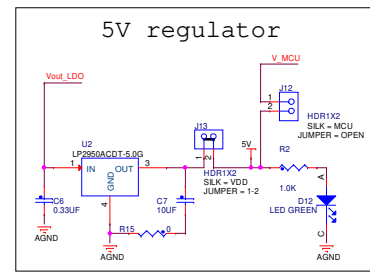 5V regulator
Vout_LDO
V_MCU
J12
1
2
HDR1X2
SILK = MCU
JUMPER = OPEN
J13
1
2
HDR1X2
SILK = VDD
JUMPER = 1-2
5V
U2
LP2950ACDT-5.0G
1
IN
OUT
3
GND
4
R2
1.0K
C6
0.33UF
C7
10UF
R15
0
A
D12
LED GREEN
C
AGND
AGND
AGND